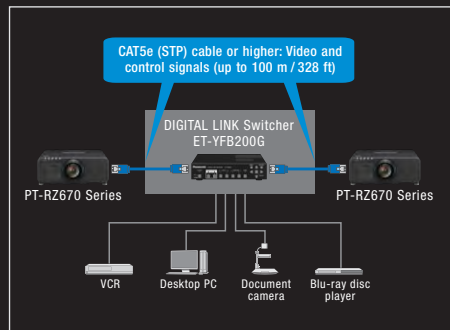 CAT5e (STP) cable or higher: Video and
control signals (up to 100 m / 328 ft)
DIGITAL LINK Switcher
ET-YFB200G
PT-RZ670 Series
PT-RZ670 Series
VCR
Desktop PC
Document
camera
Blu-ray disc
player